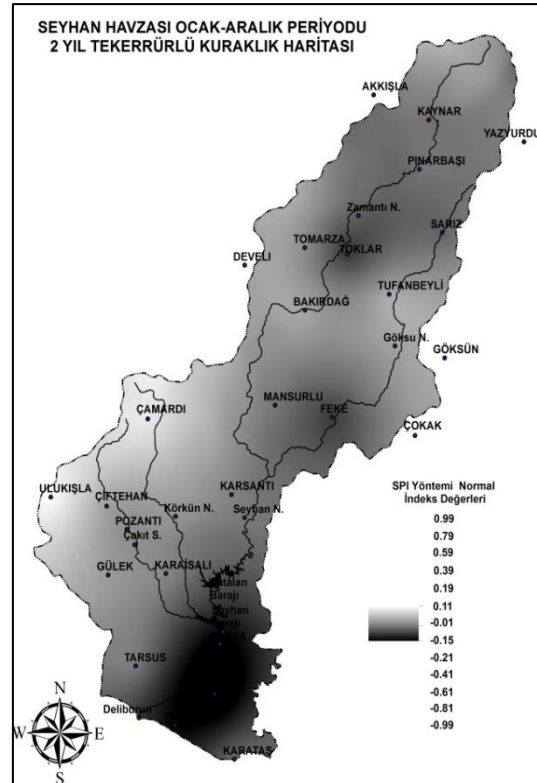 SEYHAN HAVZASI OCAK-ARALIK PERİYODU
2 YIL TEKERRÜRLÜ KURAKLIK HARİTASI
AKKIŞLA
KAYNAR
YAZYURDU
PINARBAŞI
Zamantı N.
SARIZ
TOMARZA
TOKLAR
DEVELİ
TUFANBEYLİ
BAKIRDAĞ
Göksu N.
GÖKSÜN
MANSURLU
FEKE
ÇAMARDI
ÇOKAK
ULUKIŞLA
ÇİFTEHAN
KARSANTI
Körkün N.
Seyhan N.
POZANTI
Çakıt S.
GÜLEK
KARAİSALI
Barajı
TARSUS
Deliburun
KARATAŞ
SPI Yöntemi Normal
İndeks Değerleri
0.99
0.79
0.59
0.39
0.19
0.11
-0.01
-0.15
-0.21
-0.41
-0.61
-0.81
-0.99
N
W
E
S